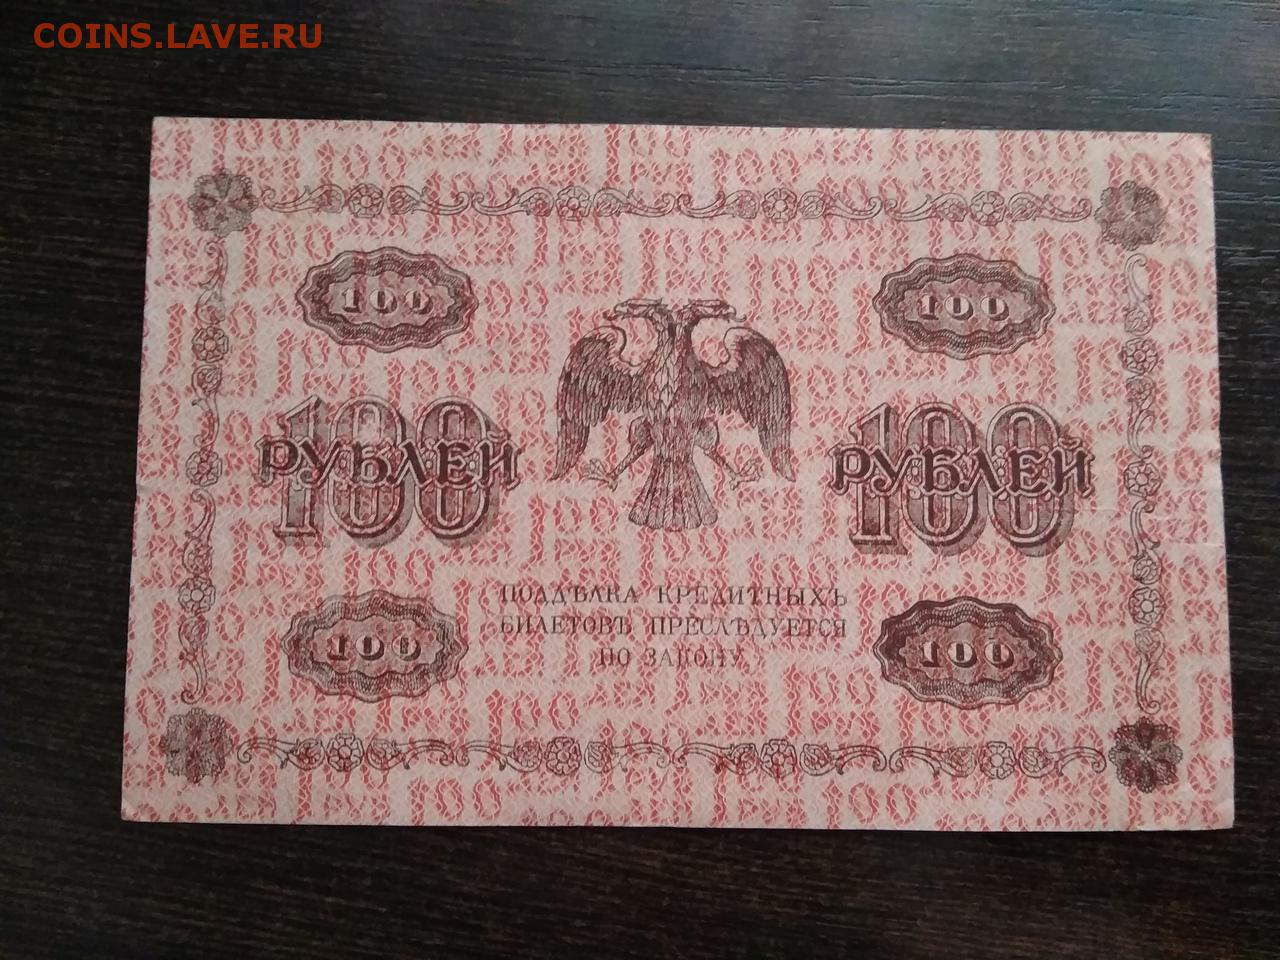 COINS.LAVE.RU
100 100
100 100
РУБЛЕЙ РУБЛЕЙ
ПОДДѢЛКА КРЕДИТНЫХЪ
БИЛЕТОВЪ ПРЕСЛѢДУЕТСЯ
ПО ЗАКОНУ.
100 100